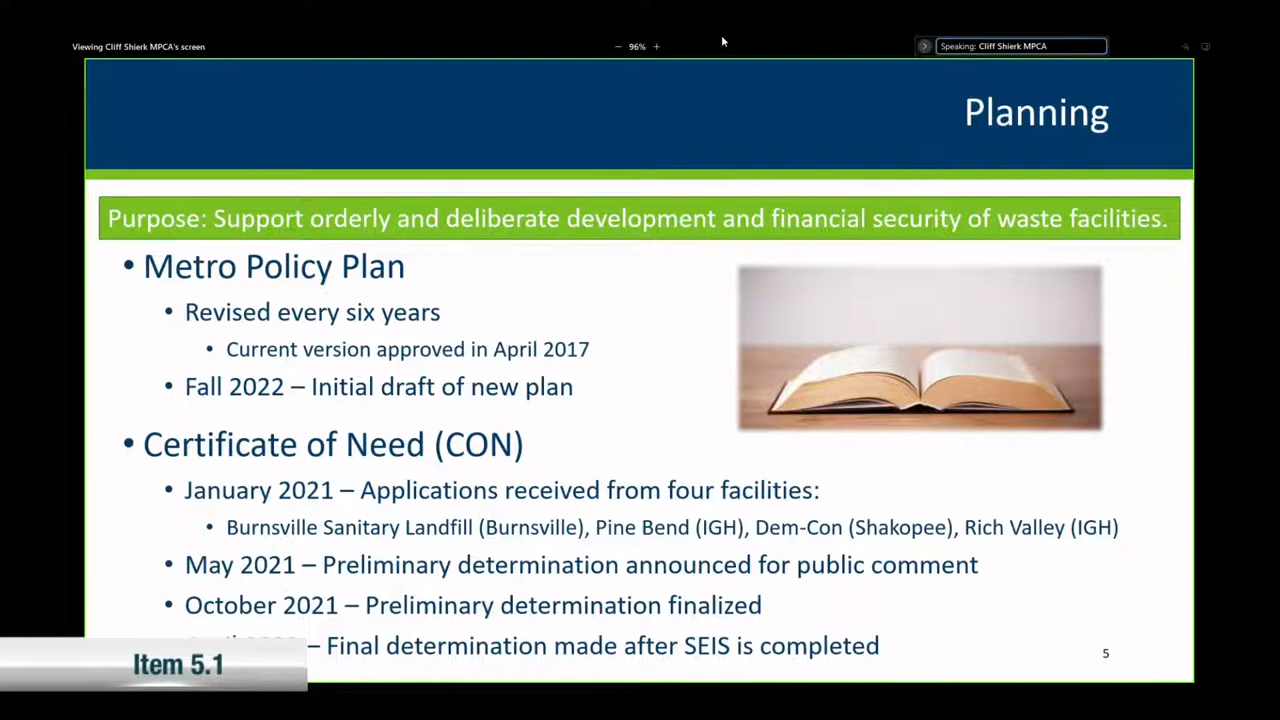 Viewing Cliff Shierk MPCA's screen
− 96% +
Speaking: Cliff Shierk MPCA
Planning
Purpose: Support orderly and deliberate development and financial security of waste facilities.
• Metro Policy Plan
• Revised every six years
• Current version approved in April 2017
• Fall 2022 – Initial draft of new plan
• Certificate of Need (CON)
• January 2021 – Applications received from four facilities:
• Burnsville Sanitary Landfill (Burnsville), Pine Bend (IGH), Dem-Con (Shakopee), Rich Valley (IGH)
• May 2021 – Preliminary determination announced for public comment
• October 2021 – Preliminary determination finalized
– Final determination made after SEIS is completed
Item 5.1
5